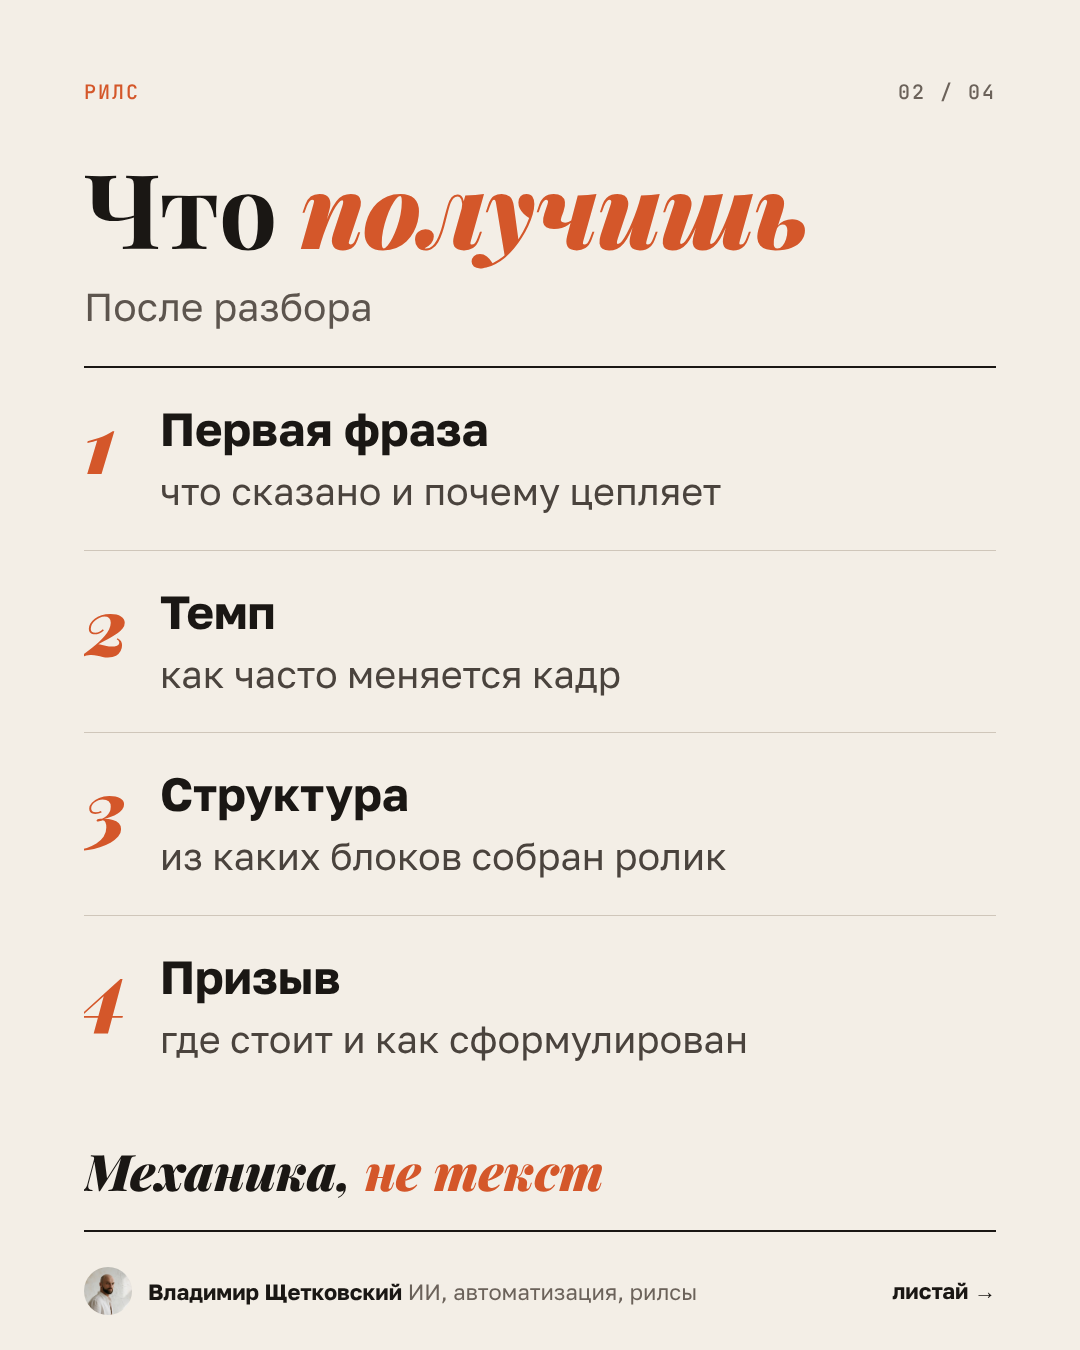 РИЛС
02 / 04
Что получишь
После разбора
1
Первая фраза
что сказано и почему цепляет
2
Темп
как часто меняется кадр
3
Структура
из каких блоков собран ролик
4
Призыв
где стоит и как сформулирован
Механика, не текст
Владимир Щетковский ИИ, автоматизация, рилсы
листай →